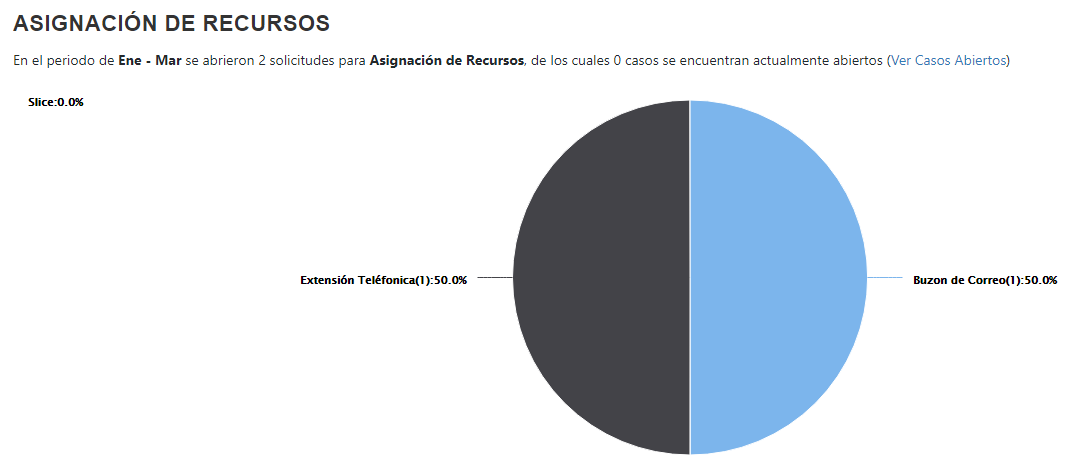 ASIGNACIÓN DE RECURSOS
En el periodo de Ene - Mar se abrieron 2 solicitudes para Asignación de Recursos, de los cuales 0 casos se encuentran actualmente abiertos (Ver Casos Abiertos)
Slice:0.0%
Extensión Teléfonica(1):50.0%
Buzon de Correo(1):50.0%